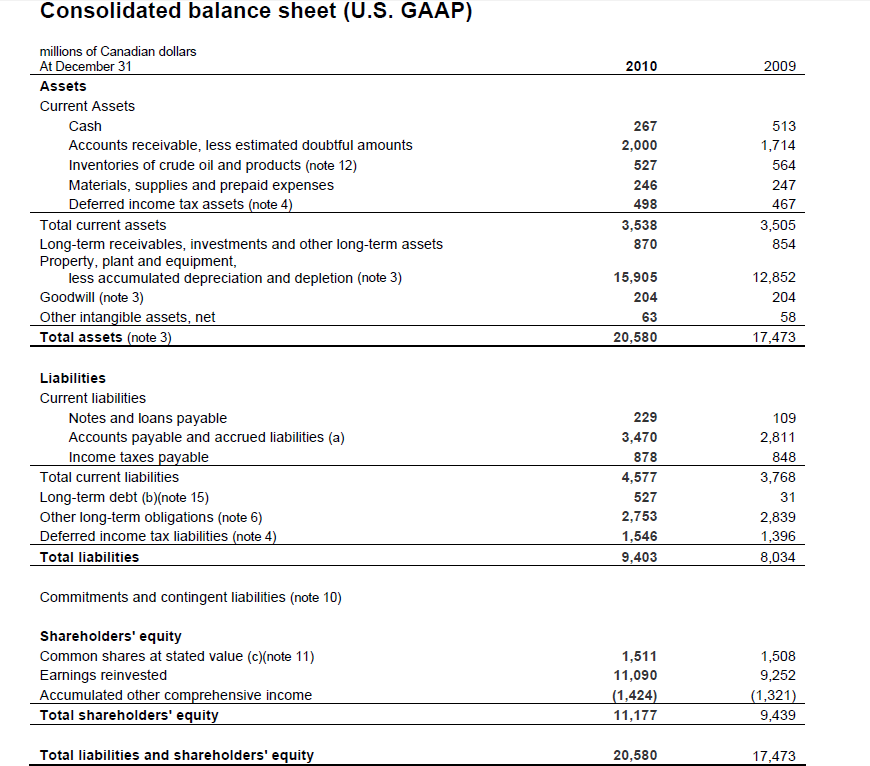 Consolidated balance sheet (U.S. GAAP)
millions of Canadian dollars
At December 31 2010 2009
Assets
Current Assets
Cash 267 513
Accounts receivable, less estimated doubtful amounts 2,000 1,714
Inventories of crude oil and products (note 12) 527 564
Materials, supplies and prepaid expenses 246 247
Deferred income tax assets (note 4) 498 467
Total current assets 3,538 3,505
Long-term receivables, investments and other long-term assets 870 854
Property, plant and equipment,
less accumulated depreciation and depletion (note 3) 15,905 12,852
Goodwill (note 3) 204 204
Other intangible assets, net 63 58
Total assets (note 3) 20,580 17,473
Liabilities
Current liabilities
Notes and loans payable 229 109
Accounts payable and accrued liabilities (a) 3,470 2,811
Income taxes payable 878 848
Total current liabilities 4,577 3,768
Long-term debt (b)(note 15) 527 31
Other long-term obligations (note 6) 2,753 2,839
Deferred income tax liabilities (note 4) 1,546 1,396
Total liabilities 9,403 8,034
Commitments and contingent liabilities (note 10)
Shareholders' equity
Common shares at stated value (c)(note 11) 1,511 1,508
Earnings reinvested 11,090 9,252
Accumulated other comprehensive income (1,424) (1,321)
Total shareholders' equity 11,177 9,439
Total liabilities and shareholders' equity 20,580 17,473